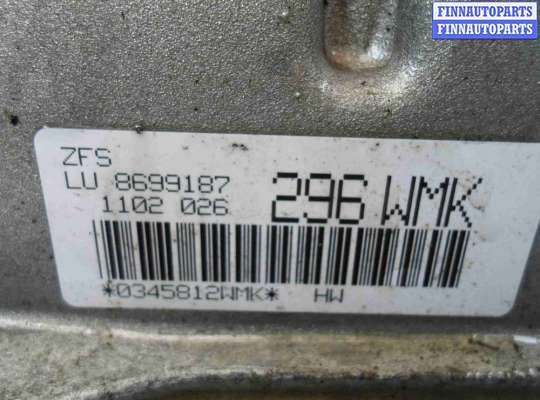 FINNAUTOPARTS
FINNAUTOPARTS
ZFS
LU 8699187
1102 026
296 WMK
*0345812WMK* HW